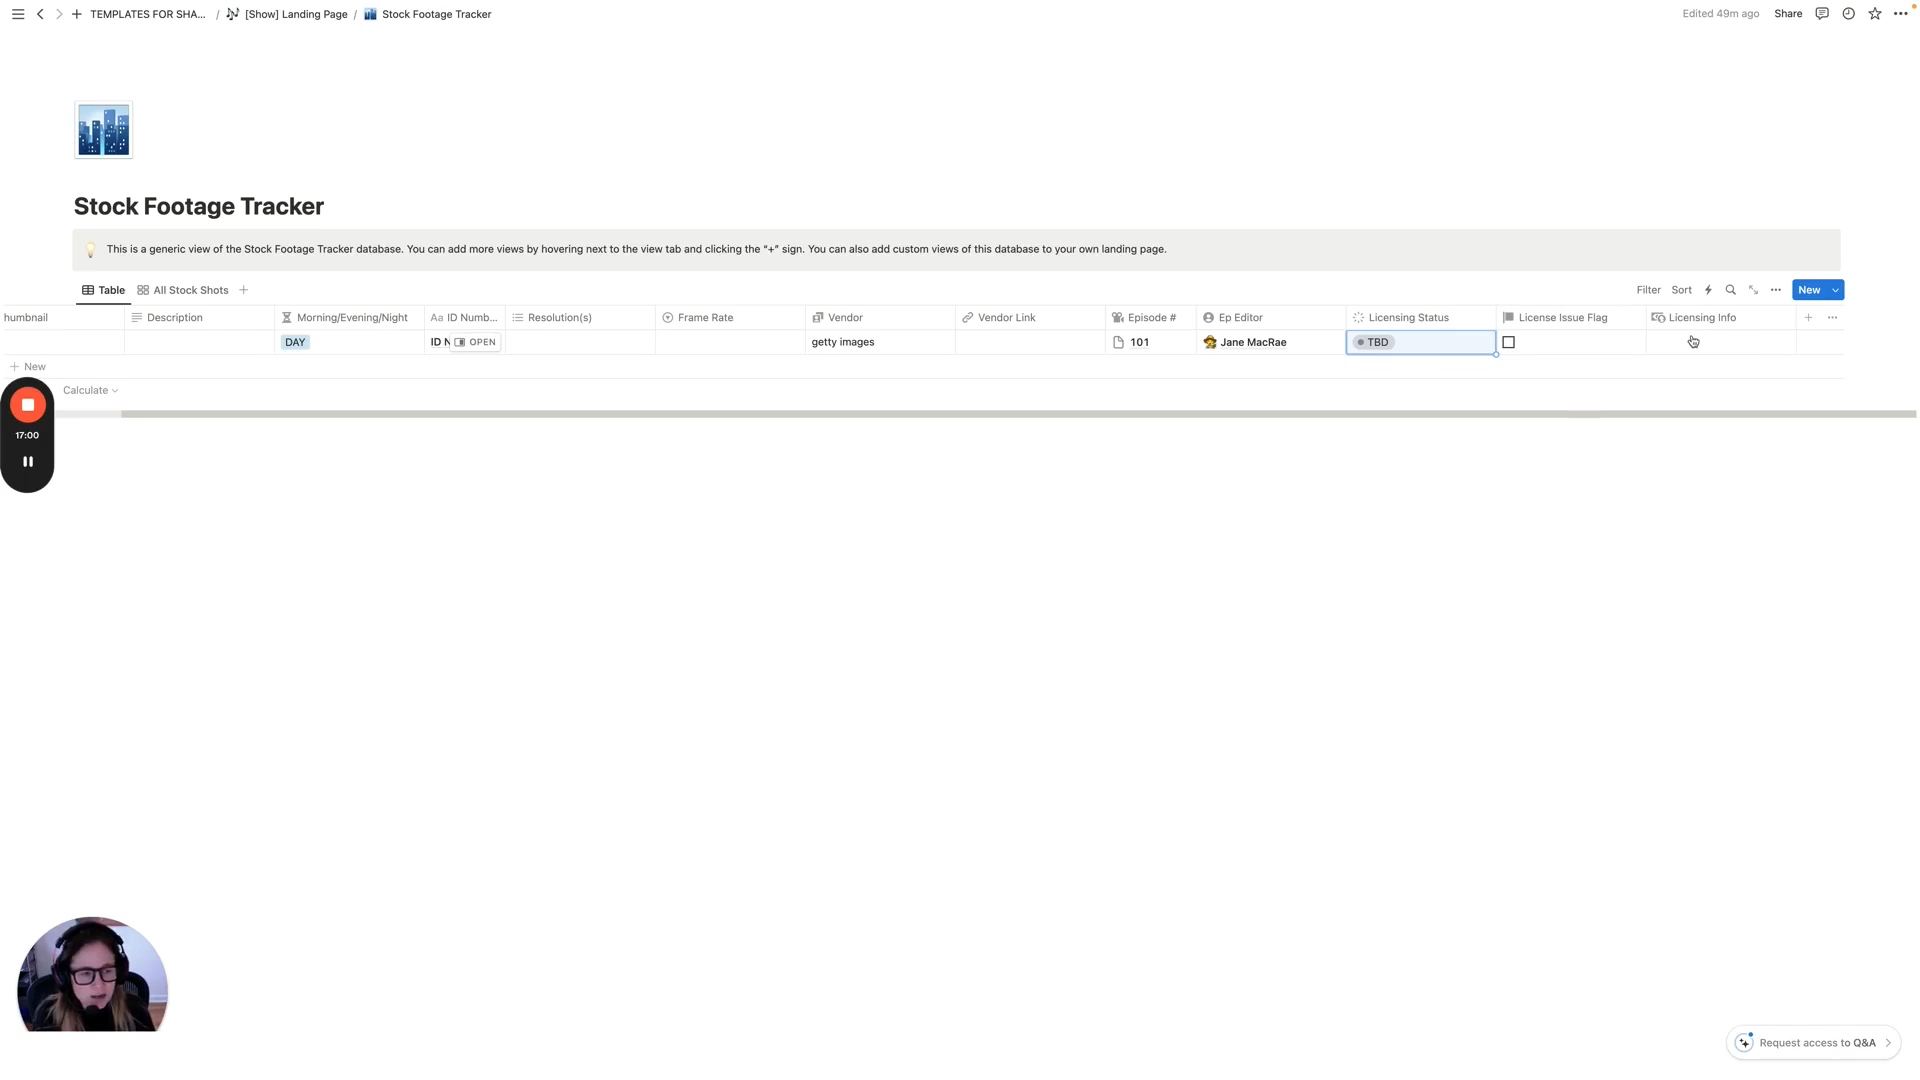 TEMPLATES FOR SHA... / [Show] Landing Page / Stock Footage Tracker
Edited 49m ago Share
Stock Footage Tracker
This is a generic view of the Stock Footage Tracker database. You can add more views by hovering next to the view tab and clicking the “+” sign. You can also add custom views of this database to your own landing page.
Table All Stock Shots
Filter Sort New
humbnail Description Morning/Evening/Night Aa ID Numb... Resolution(s) Frame Rate Vendor Vendor Link Episode # Ep Editor Licensing Status License Issue Flag Licensing Info
DAY ID N OPEN getty images 101 Jane MacRae TBD
+ New
Calculate
17:00
Request access to Q&A